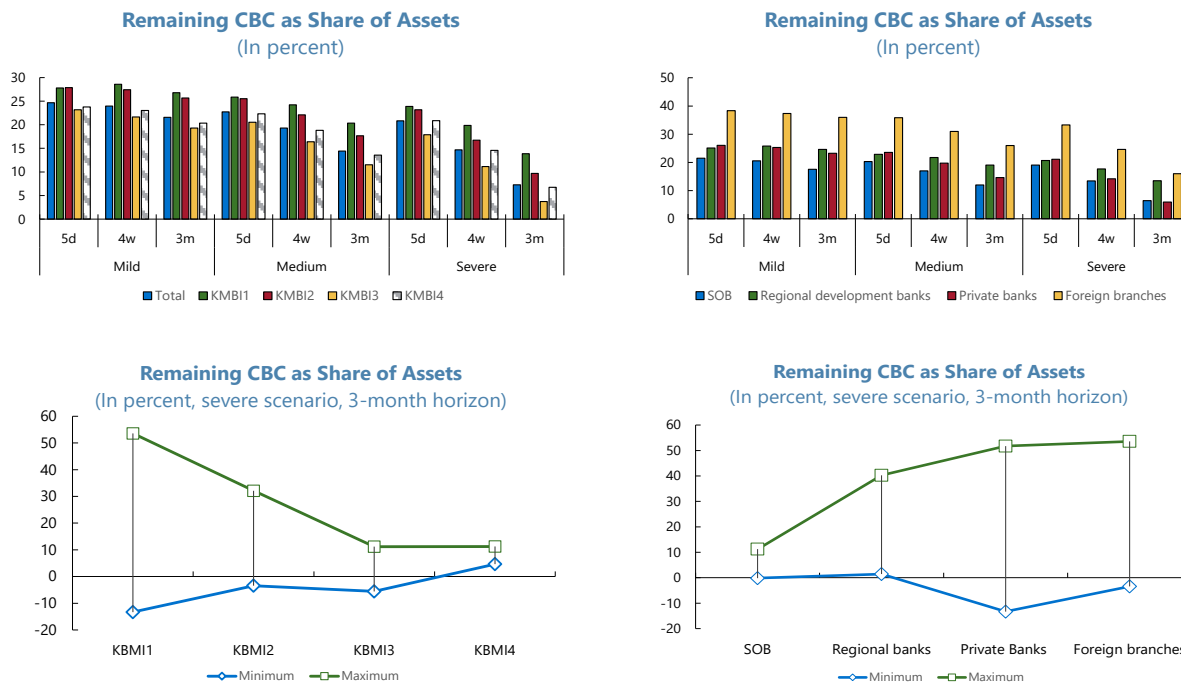 Remaining CBC as Share of Assets
(In percent)
30
25
20
15
10
5
0
5d 4w 3m 5d 4w 3m 5d 4w 3m
Mild Medium Severe
Total KMBI1 KMBI2 KMBI3 KMBI4
Remaining CBC as Share of Assets
(In percent)
50
40
30
20
10
0
5d 4w 3m 5d 4w 3m 5d 4w 3m
Mild Medium Severe
SOB Regional development banks Private banks Foreign branches
Remaining CBC as Share of Assets
(In percent, severe scenario, 3-month horizon)
60
50
40
30
20
10
0
-10
-20
KBMI1 KBMI2 KBMI3 KBMI4
Minimum Maximum
Remaining CBC as Share of Assets
(In percent, severe scenario, 3-month horizon)
60
50
40
30
20
10
0
-10
-20
SOB Regional banks Private Banks Foreign branches
Minimum Maximum